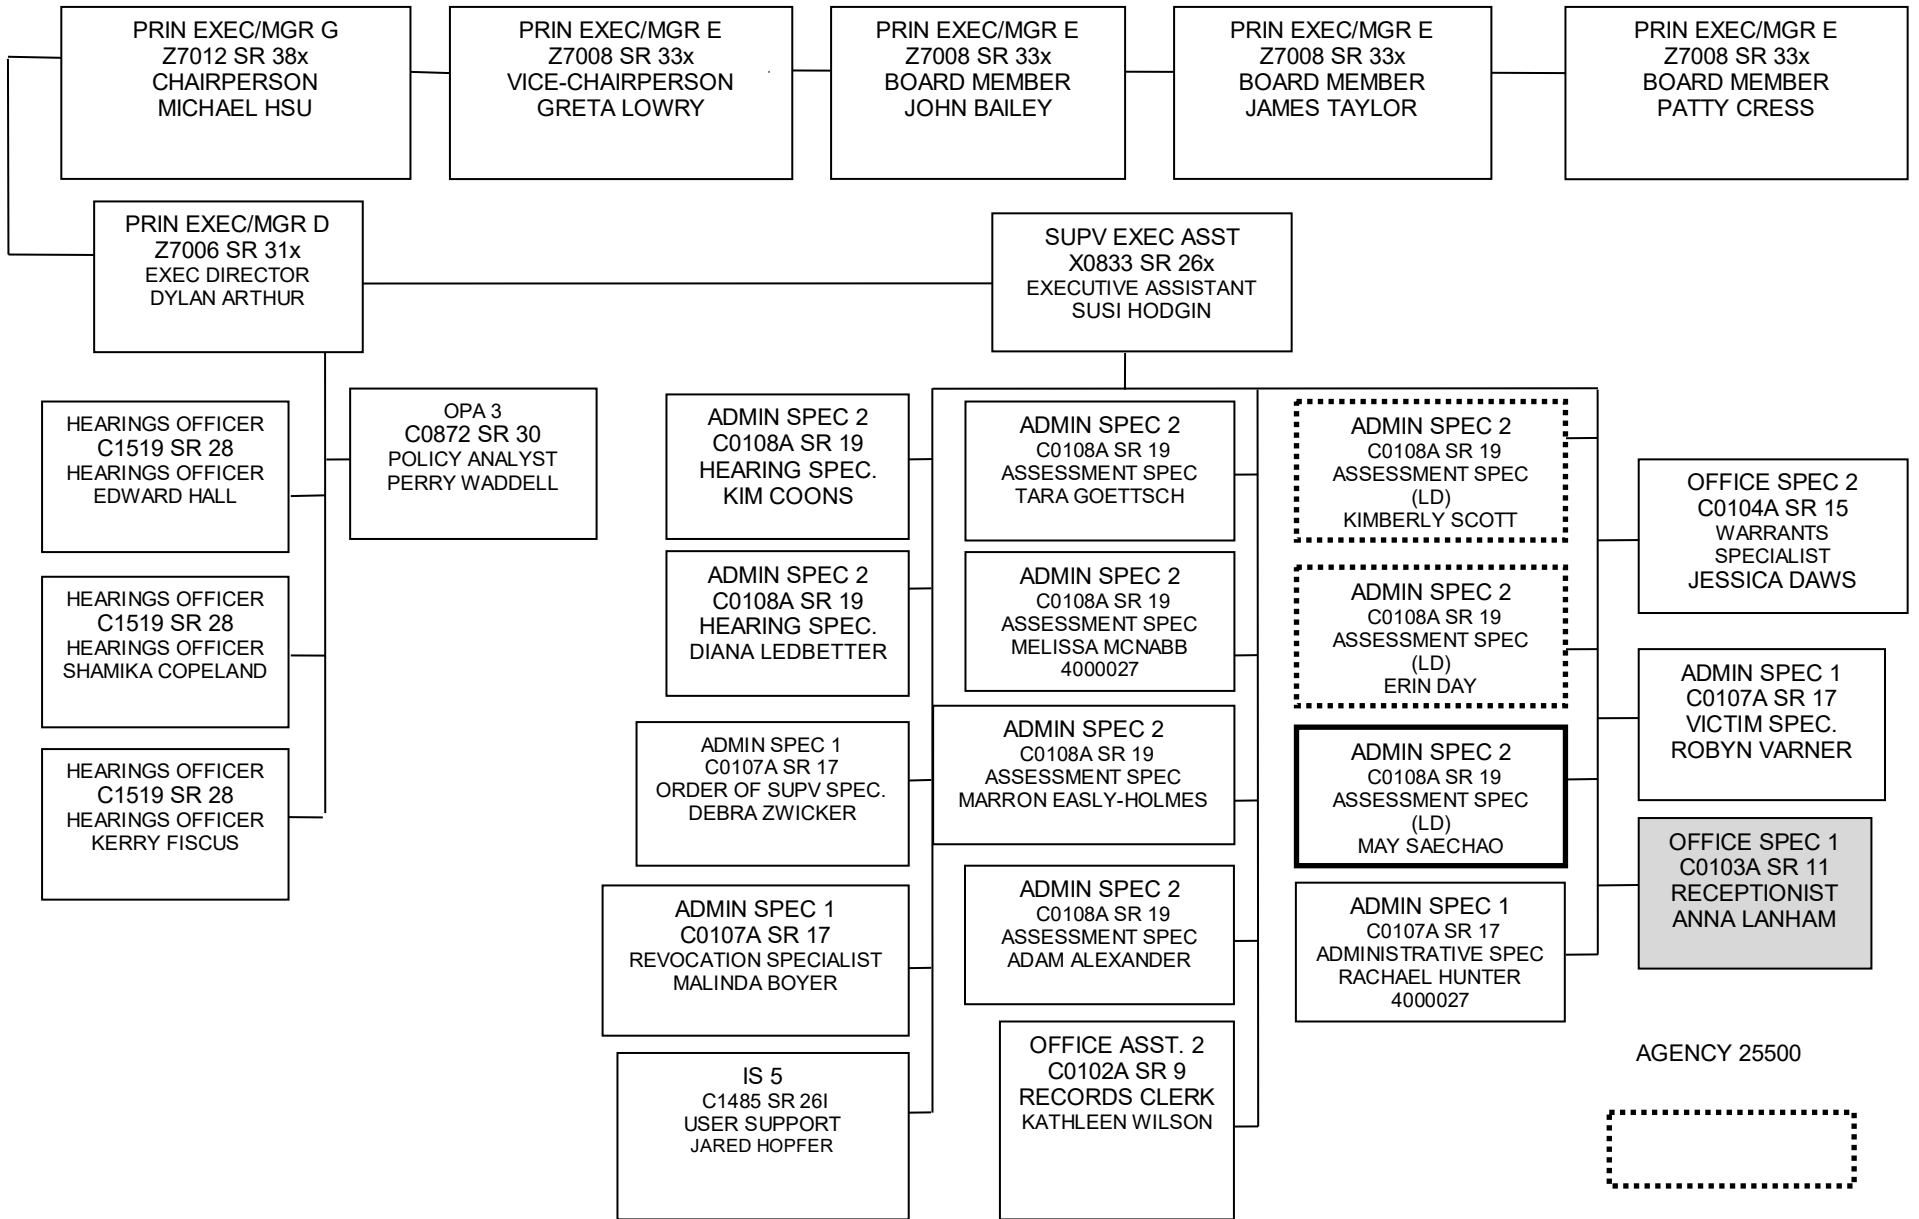 PRIN EXEC/MGR G
Z7012 SR 38x
CHAIRPERSON
MICHAEL HSU
PRIN EXEC/MGR E
Z7008 SR 33x
VICE-CHAIRPERSON
GRETA LOWRY
PRIN EXEC/MGR E
Z7008 SR 33x
BOARD MEMBER
JOHN BAILEY
PRIN EXEC/MGR E
Z7008 SR 33x
BOARD MEMBER
JAMES TAYLOR
PRIN EXEC/MGR E
Z7008 SR 33x
BOARD MEMBER
PATTY CRESS
PRIN EXEC/MGR D
Z7006 SR 31x
EXEC DIRECTOR
DYLAN ARTHUR
SUPV EXEC ASST
X0833 SR 26x
EXECUTIVE ASSISTANT
SUSI HODGIN
HEARINGS OFFICER
C1519 SR 28
HEARINGS OFFICER
EDWARD HALL
HEARINGS OFFICER
C1519 SR 28
HEARINGS OFFICER
SHAMIKA COPELAND
HEARINGS OFFICER
C1519 SR 28
HEARINGS OFFICER
KERRY FISCUS
OPA 3
C0872 SR 30
POLICY ANALYST
PERRY WADDELL
ADMIN SPEC 2
C0108A SR 19
HEARING SPEC.
KIM COONS
ADMIN SPEC 2
C0108A SR 19
HEARING SPEC.
DIANA LEDBETTER
ADMIN SPEC 1
C0107A SR 17
ORDER OF SUPV SPEC.
DEBRA ZWICKER
ADMIN SPEC 1
C0107A SR 17
REVOCATION SPECIALIST
MALINDA BOYER
IS 5
C1485 SR 26I
USER SUPPORT
JARED HOPFER
ADMIN SPEC 2
C0108A SR 19
ASSESSMENT SPEC
TARA GOETTSCH
ADMIN SPEC 2
C0108A SR 19
ASSESSMENT SPEC
MELISSA MCNABB
4000027
ADMIN SPEC 2
C0108A SR 19
ASSESSMENT SPEC
MARRON EASLY-HOLMES
ADMIN SPEC 2
C0108A SR 19
ASSESSMENT SPEC
ADAM ALEXANDER
OFFICE ASST. 2
C0102A SR 9
RECORDS CLERK
KATHLEEN WILSON
ADMIN SPEC 2
C0108A SR 19
ASSESSMENT SPEC
(LD)
KIMBERLY SCOTT
ADMIN SPEC 2
C0108A SR 19
ASSESSMENT SPEC
(LD)
ERIN DAY
ADMIN SPEC 2
C0108A SR 19
ASSESSMENT SPEC
(LD)
MAY SAECHAO
ADMIN SPEC 1
C0107A SR 17
ADMINISTRATIVE SPEC
RACHAEL HUNTER
4000027
OFFICE SPEC 2
C0104A SR 15
WARRANTS
SPECIALIST
JESSICA DAWS
ADMIN SPEC 1
C0107A SR 17
VICTIM SPEC.
ROBYN VARNER
OFFICE SPEC 1
C0103A SR 11
RECEPTIONIST
ANNA LANHAM
AGENCY 25500